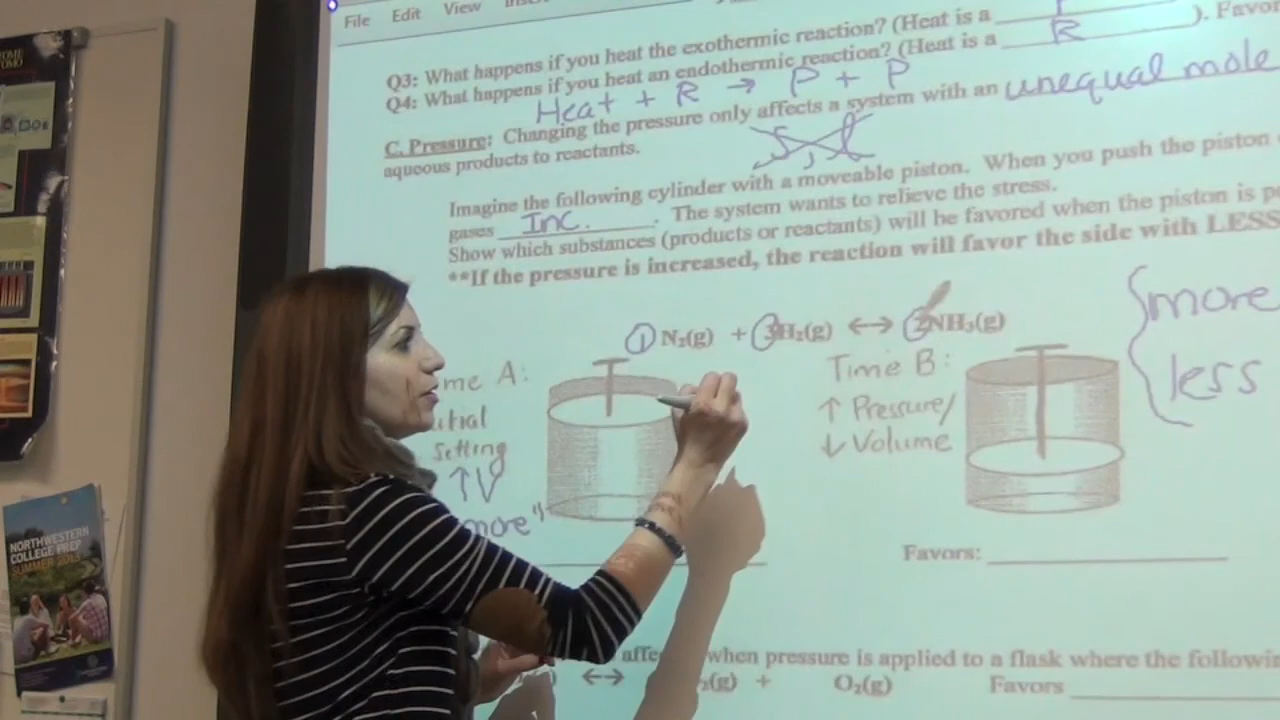 File Edit View
Q3: What happens if you heat the exothermic reaction? (Heat is a
Q4: What happens if you heat an endothermic reaction? (Heat is a R ). Favor
Heat + R → P + P
C. Pressure: Changing the pressure only affects a system with an unequal mole
aqueous products to reactants.
S, l
Imagine the following cylinder with a moveable piston. When you push the piston
gases Inc. . The system wants to relieve the stress.
Show which substances (products or reactants) will be favored when the piston is
**If the pressure is increased, the reaction will favor the side with LESS
1 N₂(g) + 3H₂(g) ↔ 2NH₃(g)
more
less
Time B:
↑ Pressure/
↓ Volume
Setting
↑V
more"
Favors:
when pressure is applied to a flask where the
↔ (g) + O₂(g) Favors
NORTHWESTERN
COLLEGE PREP
SUMMER